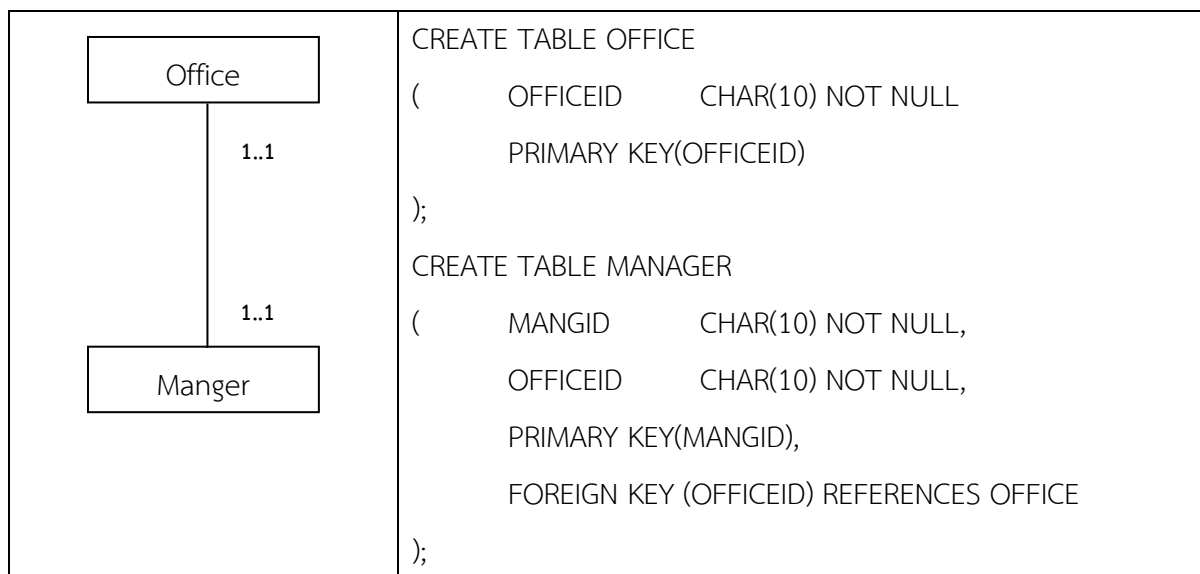 Office
1..1
1..1
Manger
CREATE TABLE OFFICE
( OFFICEID CHAR(10) NOT NULL
PRIMARY KEY(OFFICEID)
);
CREATE TABLE MANAGER
( MANGID CHAR(10) NOT NULL,
OFFICEID CHAR(10) NOT NULL,
PRIMARY KEY(MANGID),
FOREIGN KEY (OFFICEID) REFERENCES OFFICE
);